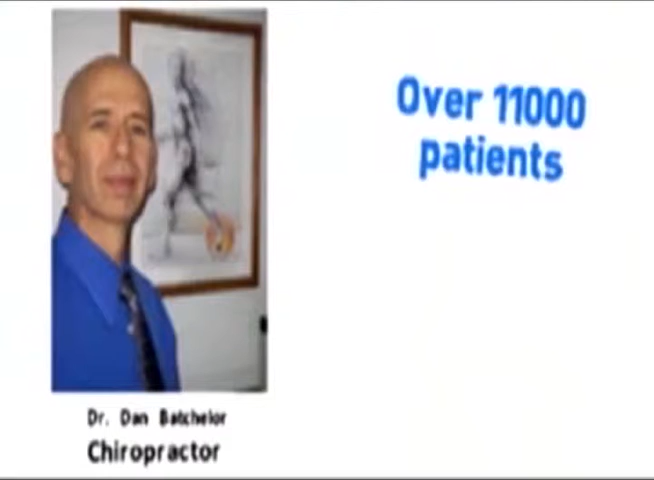 Over 11000
patients
Dr. Dan Batchelor
Chiropractor